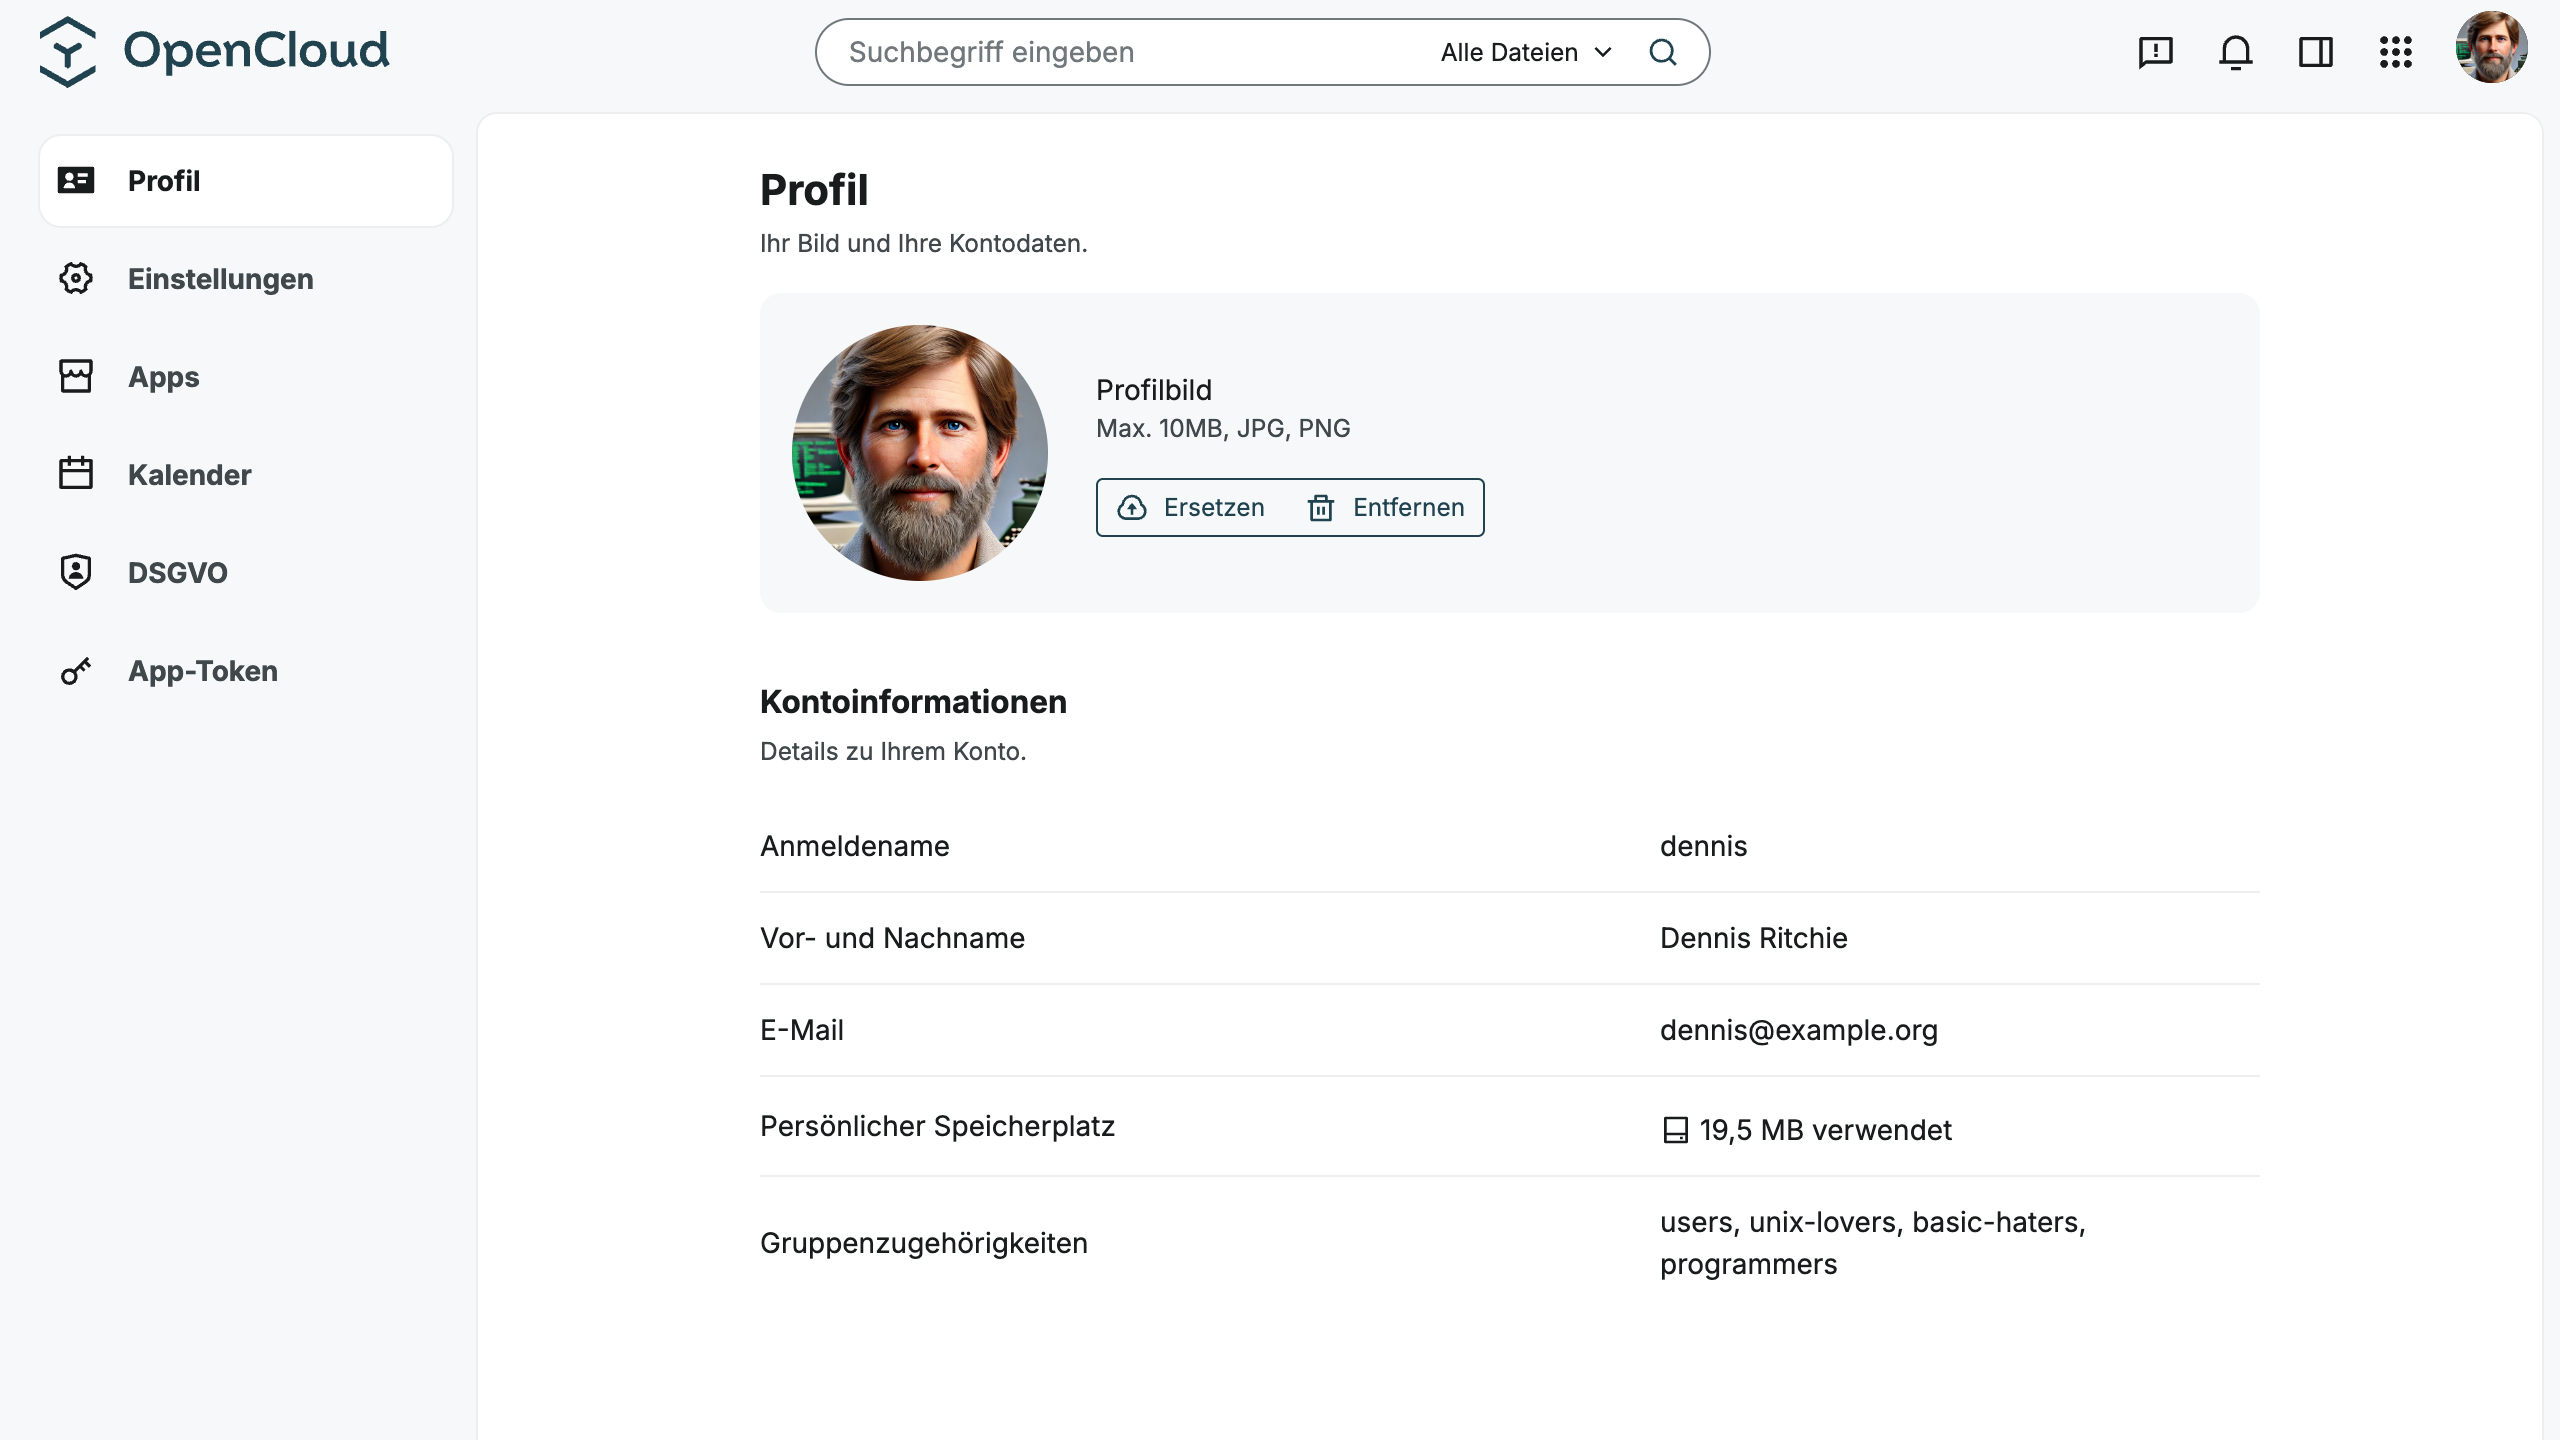 OpenCloud
Suchbegriff eingeben
Alle Dateien
Profil
Einstellungen
Apps
Kalender
DSGVO
App-Token
Profil
Ihr Bild und Ihre Kontodaten.
Profilbild
Max. 10MB, JPG, PNG
Ersetzen
Entfernen
Kontoinformationen
Details zu Ihrem Konto.
Anmeldename
dennis
Vor- und Nachname
Dennis Ritchie
E-Mail
dennis@example.org
Persönlicher Speicherplatz
19,5 MB verwendet
Gruppenzugehörigkeiten
users, unix-lovers, basic-haters,
programmers